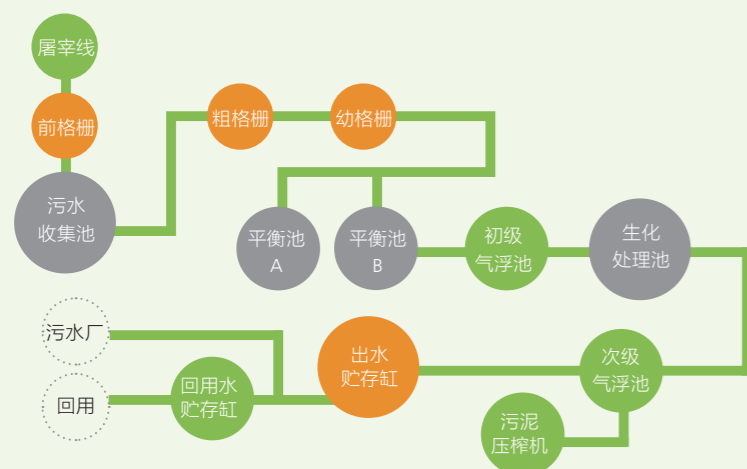 屠宰线
前格栅
污水
收集池
粗格栅
幼格栅
平衡池
A
平衡池
B
初级
气浮池
生化
处理池
次级
气浮池
污泥
压榨机
出水
贮存缸
回用水
贮存缸
污水厂
回用